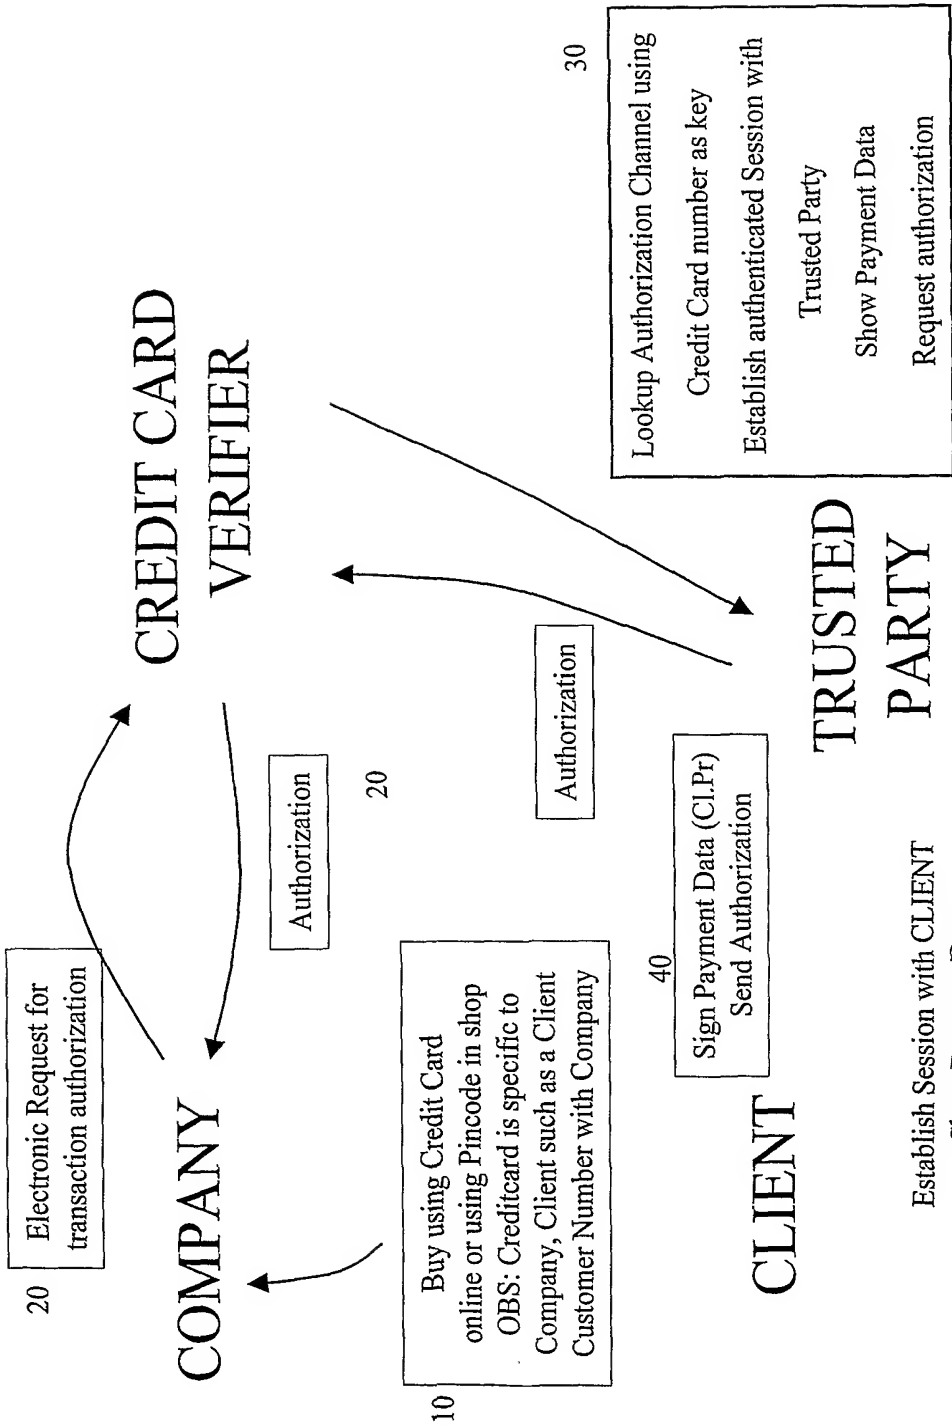 20
Electronic Request for
transaction authorization
COMPANY
CREDIT CARD
VERIFIER
Authorization
20
10
Buy using Credit Card
online or using Pincode in shop
OBS: Creditcard is specific to
Company, Client such as a Client
Customer Number with Company
Authorization
30
Lookup Authorization Channel using
Credit Card number as key
Establish authenticated Session with
Trusted Party
Show Payment Data
Request authorization
40
Sign Payment Data (Cl.Pr)
Send Authorization
CLIENT
TRUSTED
PARTY
Establish Session with CLIENT